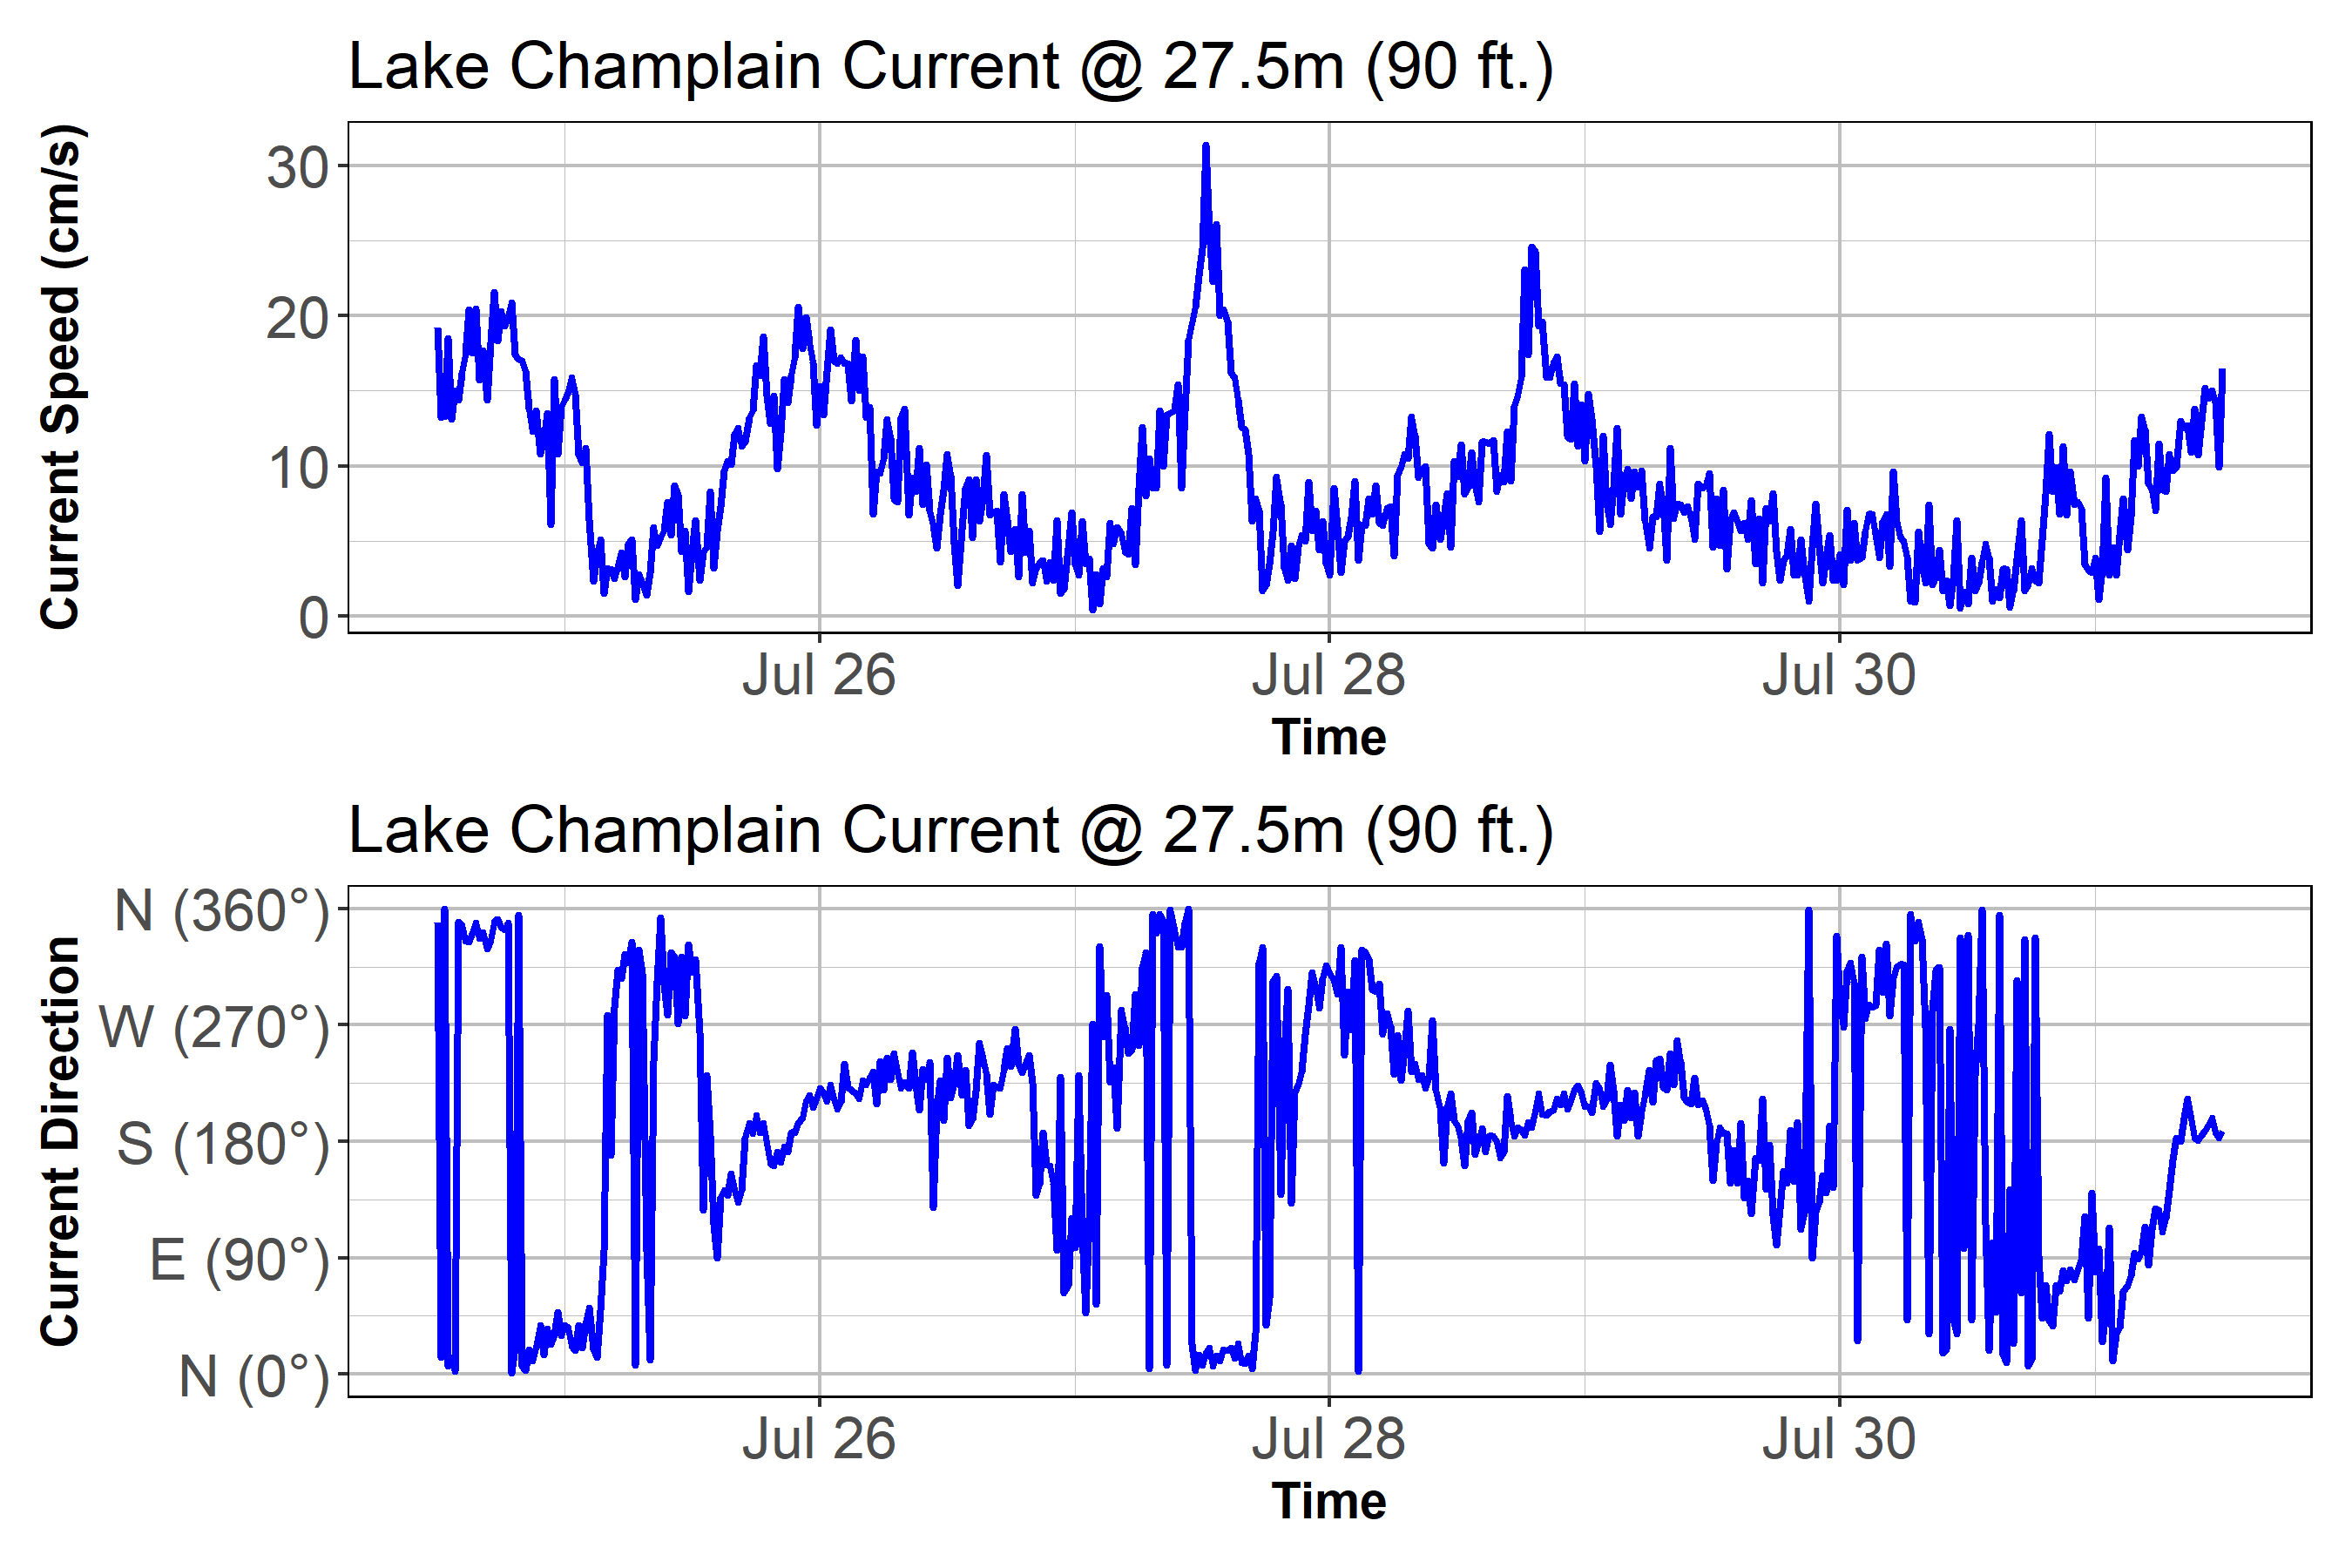 Lake Champlain Current @ 27.5m (90 ft.)
Current Speed (cm/s)
30
20
10
0
Jul 26 Jul 28 Jul 30
Time
Lake Champlain Current @ 27.5m (90 ft.)
Current Direction
N (360°)
W (270°)
S (180°)
E (90°)
N (0°)
Jul 26 Jul 28 Jul 30
Time